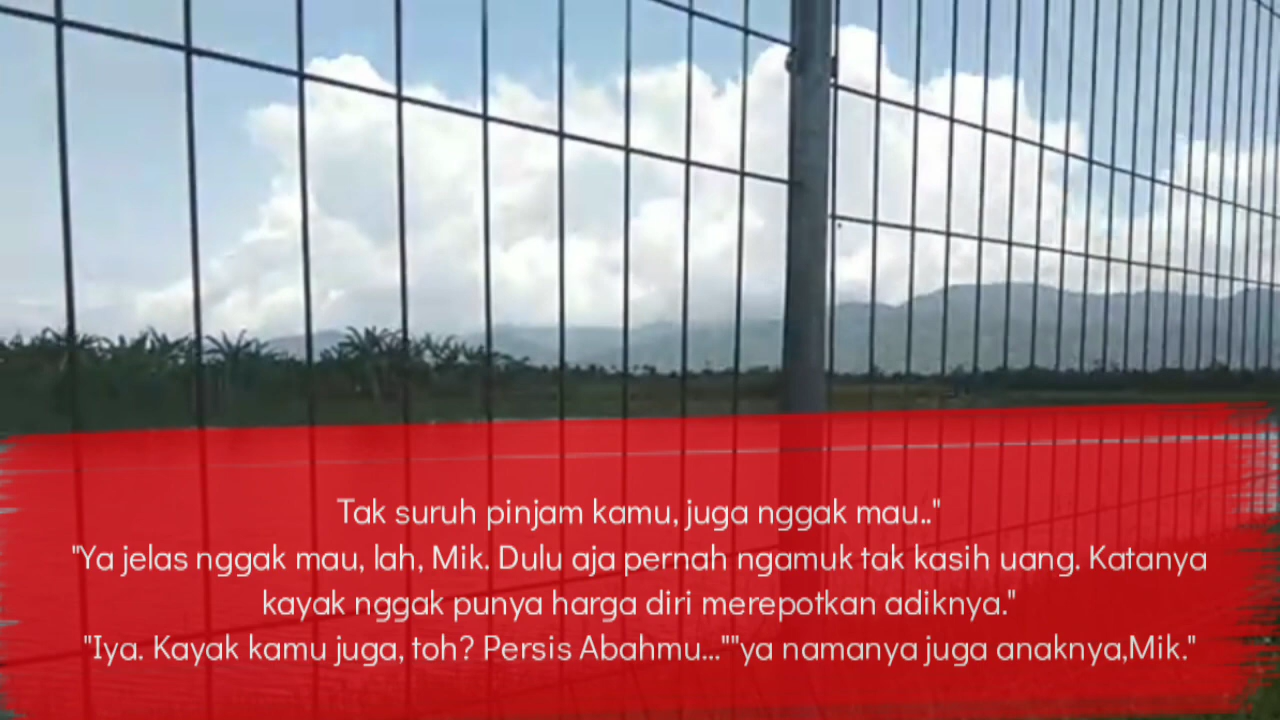 Tak suruh pinjam kamu, juga nggak mau.."
"Ya jelas nggak mau, lah, Mik. Dulu aja pernah ngamuk tak kasih uang. Katanya
kayak nggak punya harga diri merepotkan adiknya."
"Iya. Kayak kamu juga, toh? Persis Abahmu...""ya namanya juga anaknya,Mik."